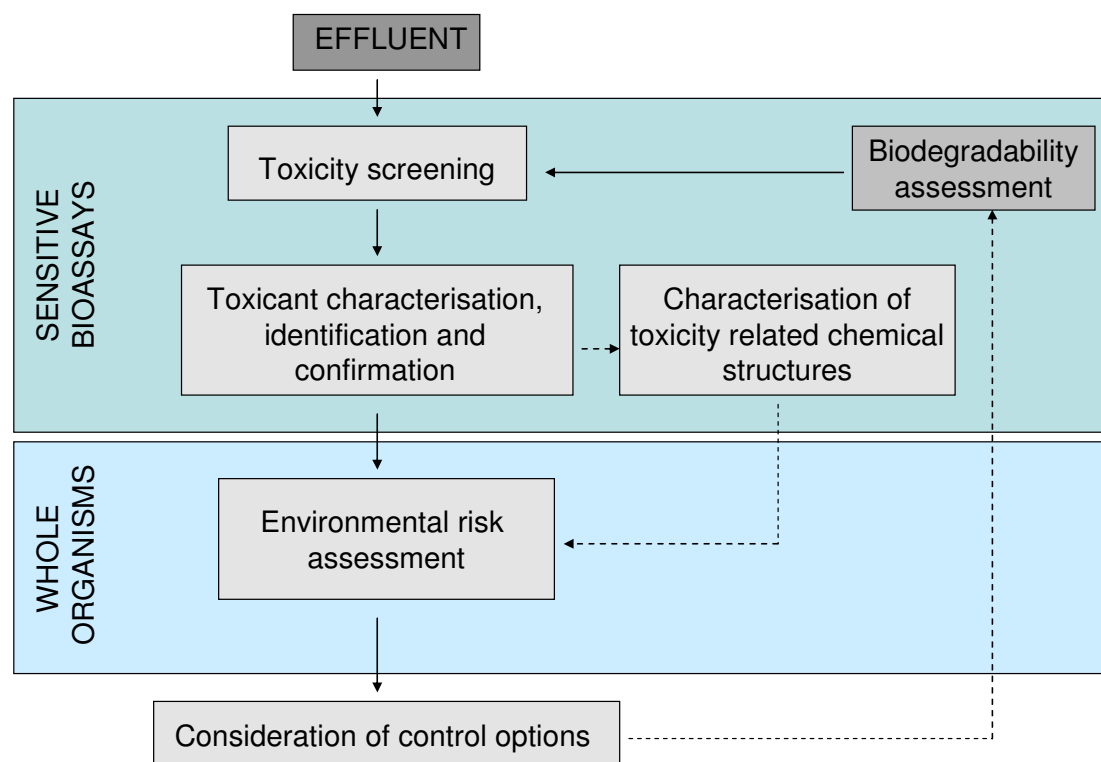 EFFLUENT
SENSITIVE
BIOASSAYS
Toxicity screening
Biodegradability
assessment
Toxicant characterisation,
identification and
confirmation
Characterisation of
toxicity related chemical
structures
WHOLE
ORGANISMS
Environmental risk
assessment
Consideration of control options